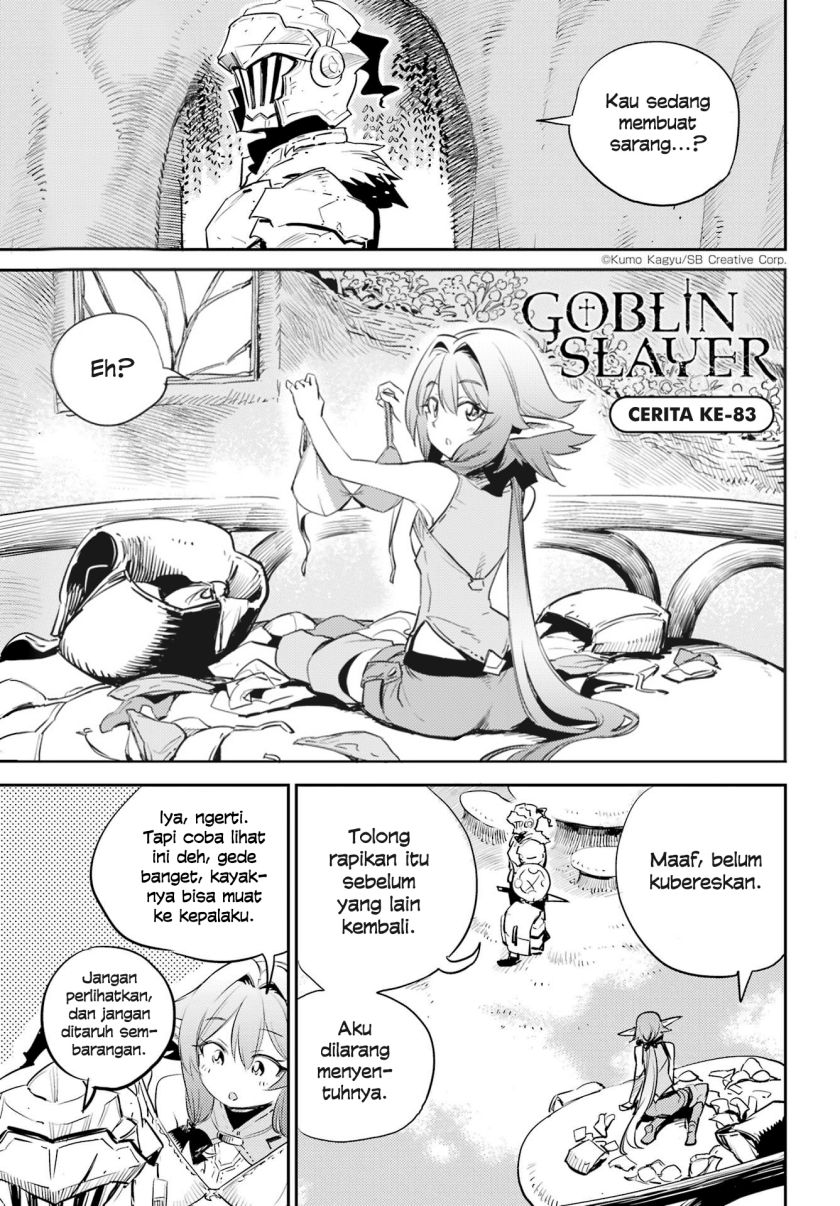 Kau sedang
membuat
sarang...?
©Kumo Kagyu/SB Creative Corp.
GOBLIN
SLAYER
CERITA KE-83
Eh?
Maaf, belum
kubereskan.
Tolong
rapikan itu
sebelum
yang lain
kembali.
Aku
dilarang
menyen-
tuhnya.
Iya, ngerti.
Tapi coba lihat
ini deh, gede
banget, kayak-
nya bisa muat
ke kepalaku.
Jangan
perlihatkan,
dan jangan
ditaruh sem-
barangan.